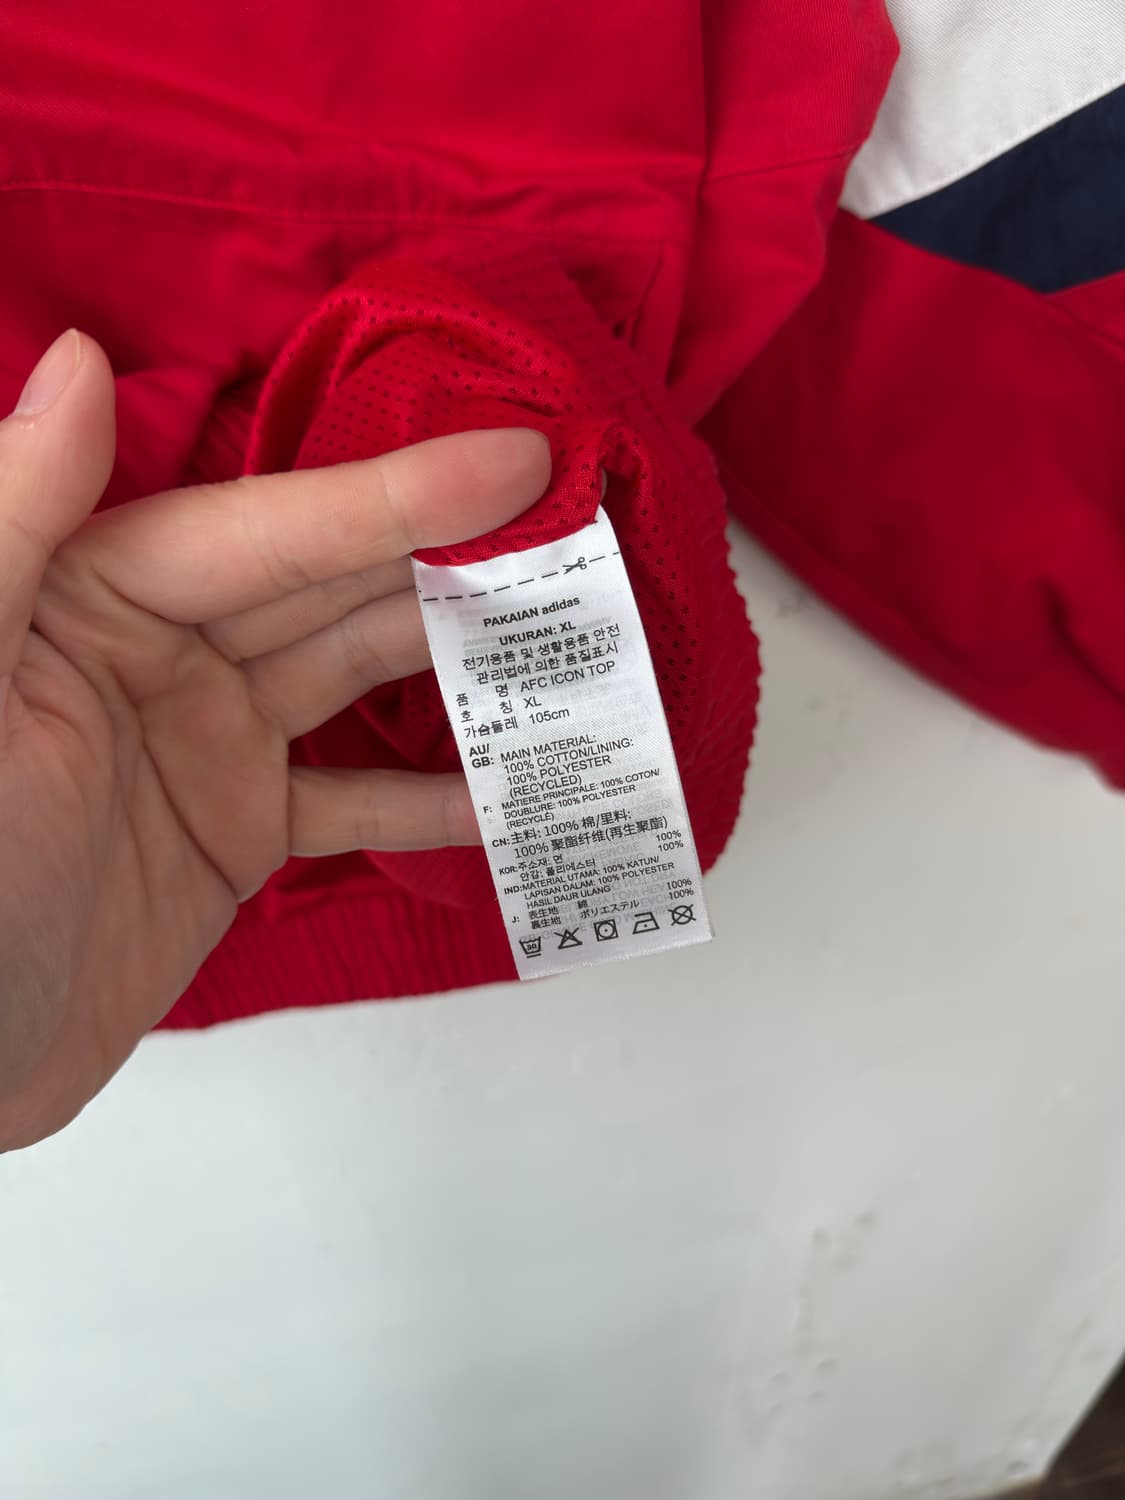 PAKAIAN adidas
UKURAN: XL
전기용품 및 생활용품 안전
관리법에 의한 품질표시
품 명 AFC ICON TOP
호 칭 XL
가슴둘레 105cm
AU/
GB: MAIN MATERIAL:
100% COTTON/LINING:
100% POLYESTER
(RECYCLED)
F: MATIERE PRINCIPALE: 100% COTON/
DOUBLURE: 100% POLYESTER
(RECYCLÉ)
CN:主料: 100% 棉/里料:
100% 聚酯纤维(再生聚酯)
KOR:주소재: 면 100%
안감: 폴리에스터 100%
IND:MATERIAL UTAMA: 100% KATUN/
LAPISAN DALAM: 100% POLYESTER
HASIL DAUR ULANG
J: 表生地 綿 100%
裏生地 ポリエステル 100%
30